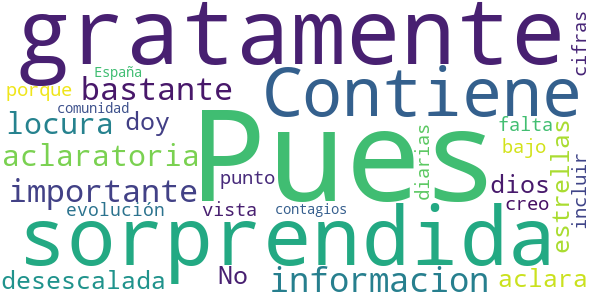 gratamente
cifras
España
porque
bastante
Contiene
comunidad
locura
doy
Pues
falta
aclaratoria
diarias
bajo
estrellas
importante
punto
dios
incluir
evolución
vista
contagios
creo
sorprendida
desescalada
No
informacion
aclara